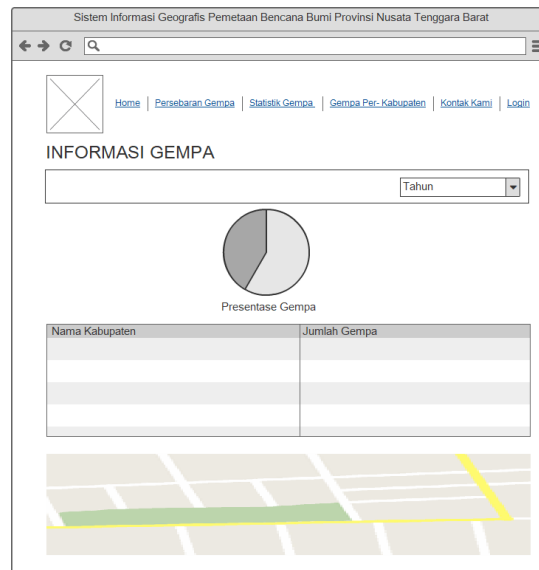 Sistem Informasi Geografis Pemetaan Bencana Bumi Provinsi Nusata Tenggara Barat
Home | Persebaran Gempa | Statistik Gempa | Gempa Per- Kabupaten | Kontak Kami | Login
INFORMASI GEMPA
Tahun
Presentase Gempa
Nama Kabupaten Jumlah Gempa